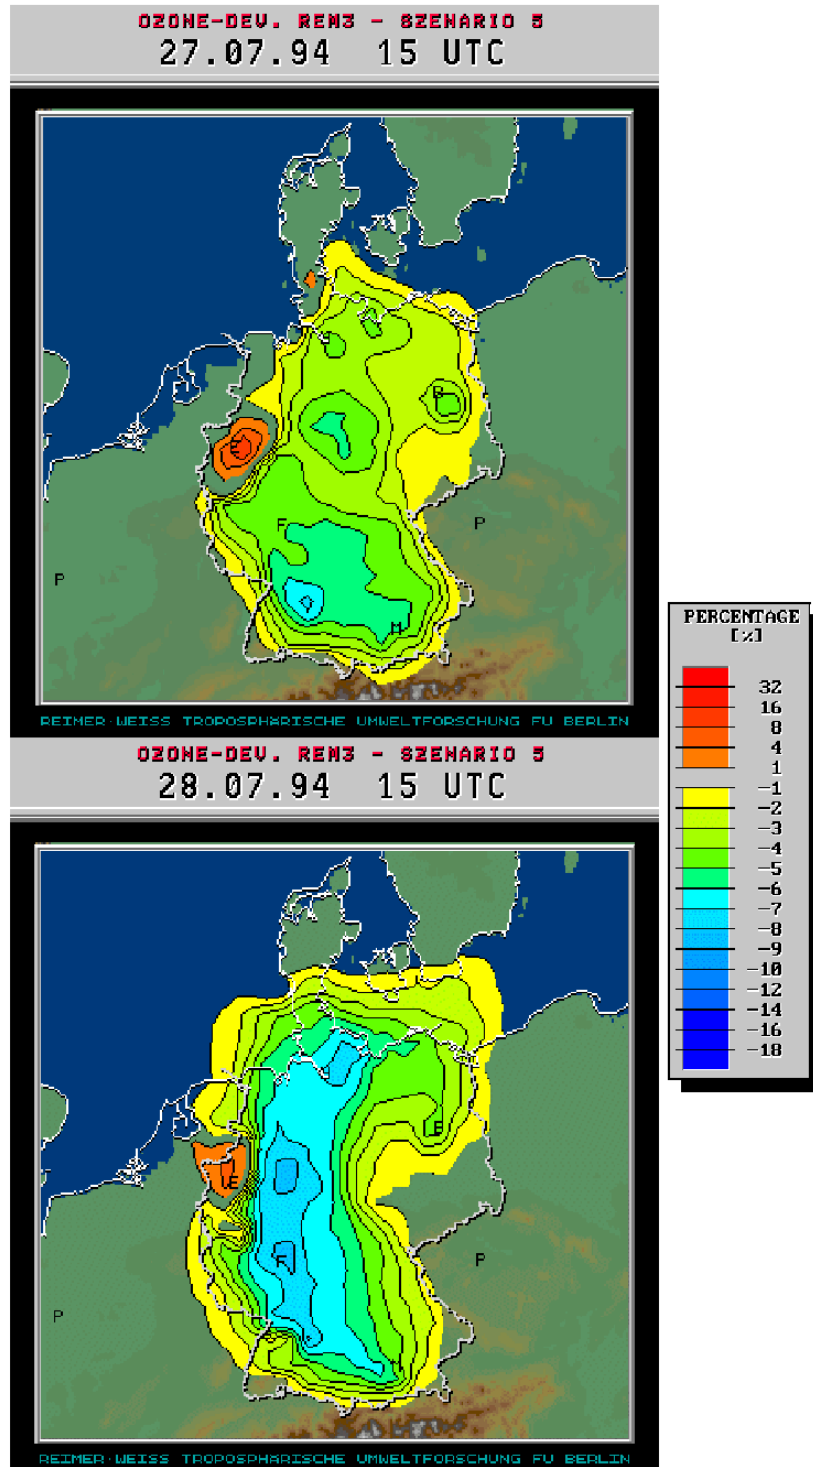 OZONE-DEV. REM3 - SZENARIO 5
27.07.94 15 UTC
B
E
F
P
P
M
REIMER·WEISS TROPOSPHÄRISCHE UMWELTFORSCHUNG FU BERLIN
OZONE-DEV. REM3 - SZENARIO 5
28.07.94 15 UTC
E
F
P
P
REIMER·WEISS TROPOSPHÄRISCHE UMWELTFORSCHUNG FU BERLIN
PERCENTAGE
[%]
32
16
8
4
1
-1
-2
-3
-4
-5
-6
-7
-8
-9
-10
-12
-14
-16
-18